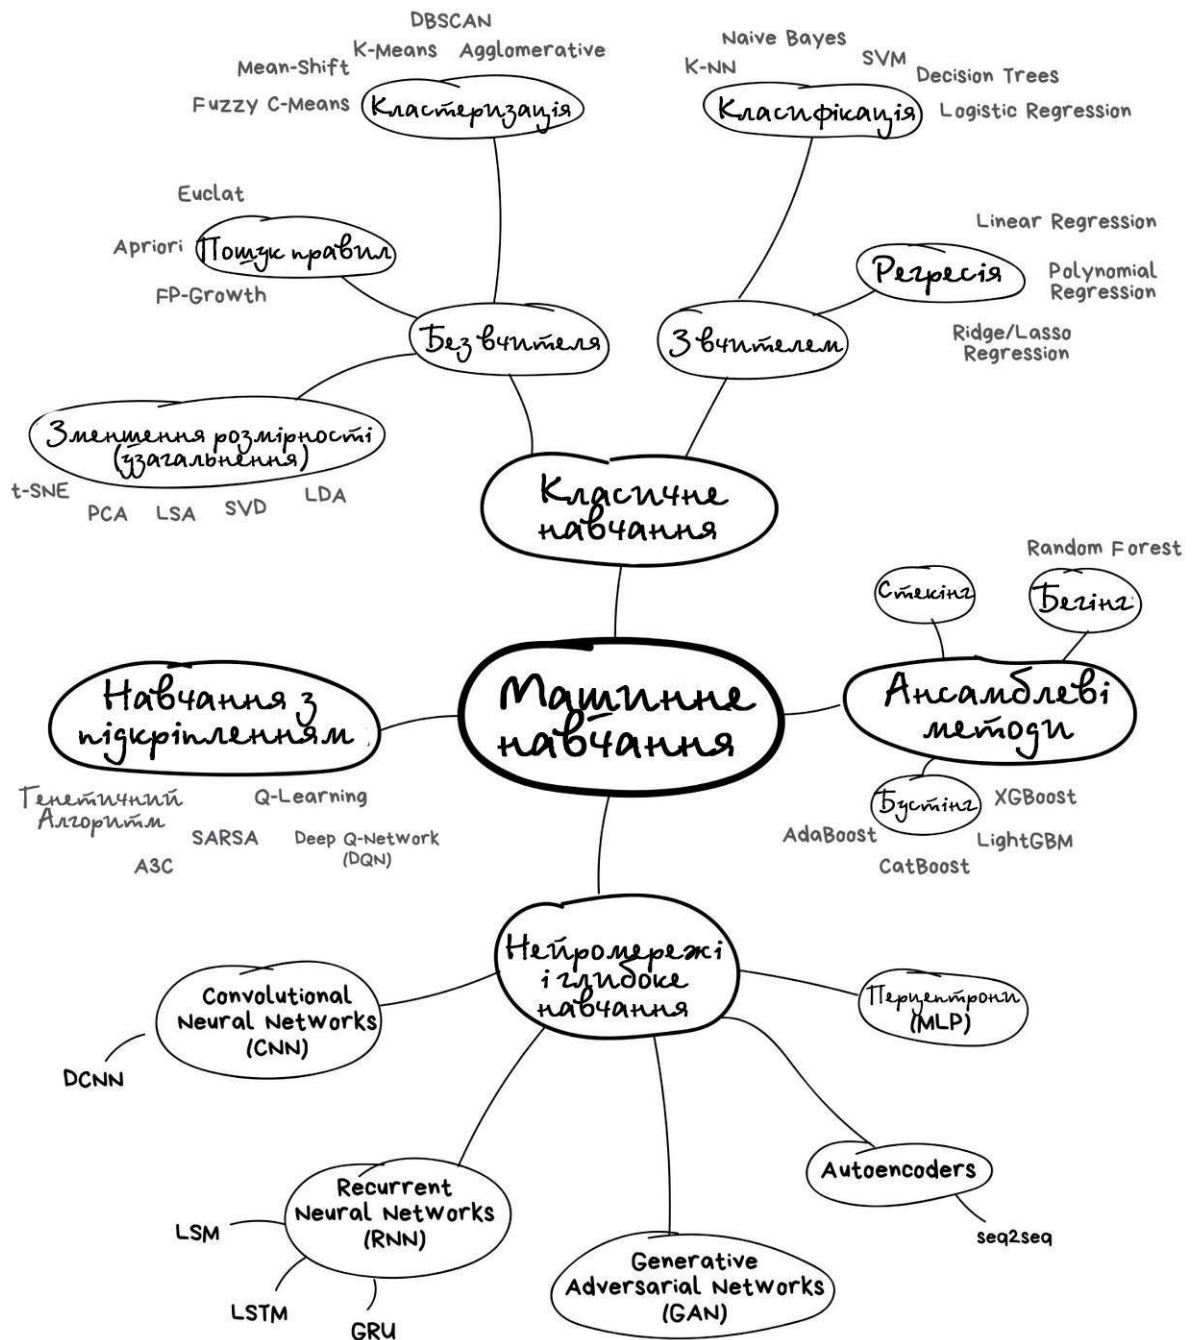 DBSCAN
K-Means
Agglomerative
Mean-Shift
Fuzzy C-Means
Кластеризація
Naive Bayes
SVM
K-NN
Decision Trees
Класифікація
Logistic Regression
Euclat
Apriori
Пошук правил
FP-Growth
Linear Regression
Регресія
Polynomial
Regression
Ridge/Lasso
Regression
Без вчителя
З вчителем
Зменшення розмірності
(узагальнення)
t-SNE
PCA
LSA
SVD
LDA
Класичне
навчання
Random Forest
Стекінг
Бегінг
Навчання з
підкріпленням
Машинне
навчання
Ансамблеві
методи
Генетичний
Алгоритм
Q-Learning
SARSA
Deep Q-Network
(DQN)
A3C
Бустінг
XGBoost
AdaBoost
LightGBM
CatBoost
Нейромережі
і глибоке
навчання
Convolutional
Neural Networks
(CNN)
DCNN
Перцептрони
(MLP)
Autoencoders
seq2seq
Recurrent
Neural Networks
(RNN)
LSM
LSTM
GRU
Generative
Adversarial Networks
(GAN)